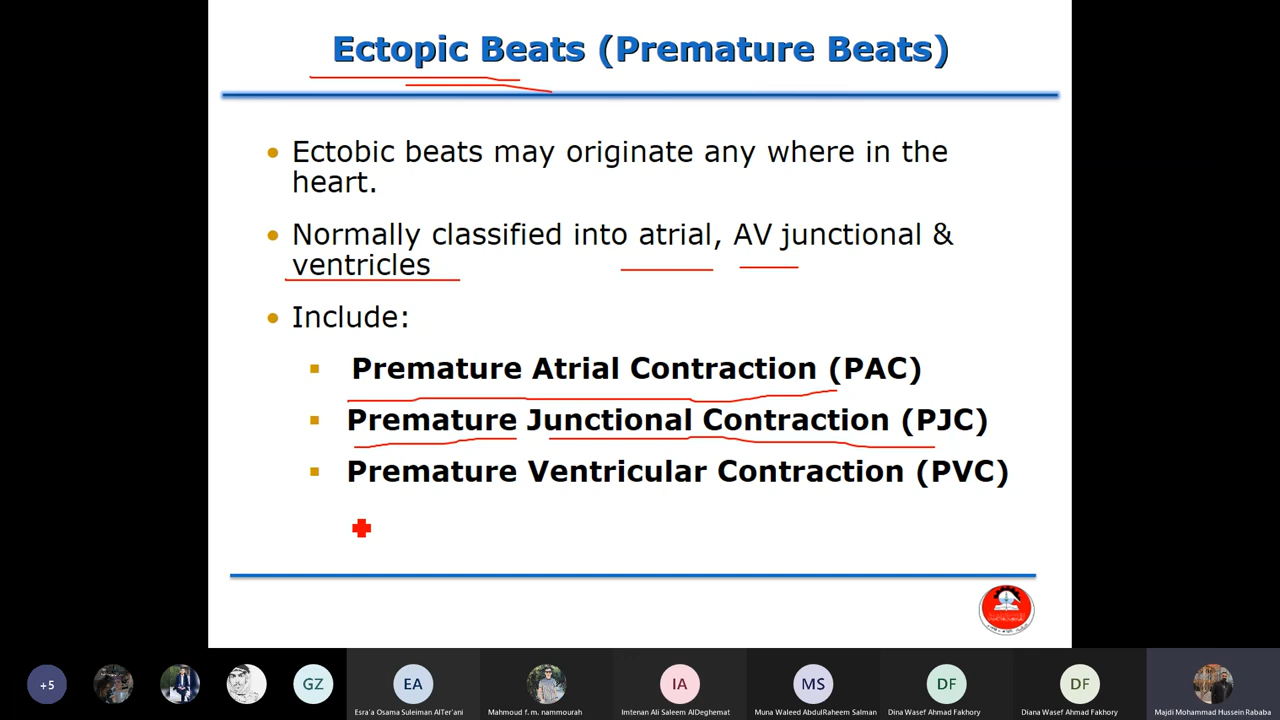 Ectopic Beats (Premature Beats)
Ectobic beats may originate any where in the
heart.
Normally classified into atrial, AV junctional &
ventricles
Include:
Premature Atrial Contraction (PAC)
Premature Junctional Contraction (PJC)
Premature Ventricular Contraction (PVC)
+5
GZ
EA
IA
MS
DF
DF
Esra'a Osama Suleiman AlTer'ani
Mahmoud f. m. nammourah
Imtenan Ali Saleem AlDeghemat
Muna Waleed AbdulRaheem Salman
Dina Wasef Ahmad Fakhory
Diana Wasef Ahmad Fakhory
Majdi Mohammad Hussein Rababa